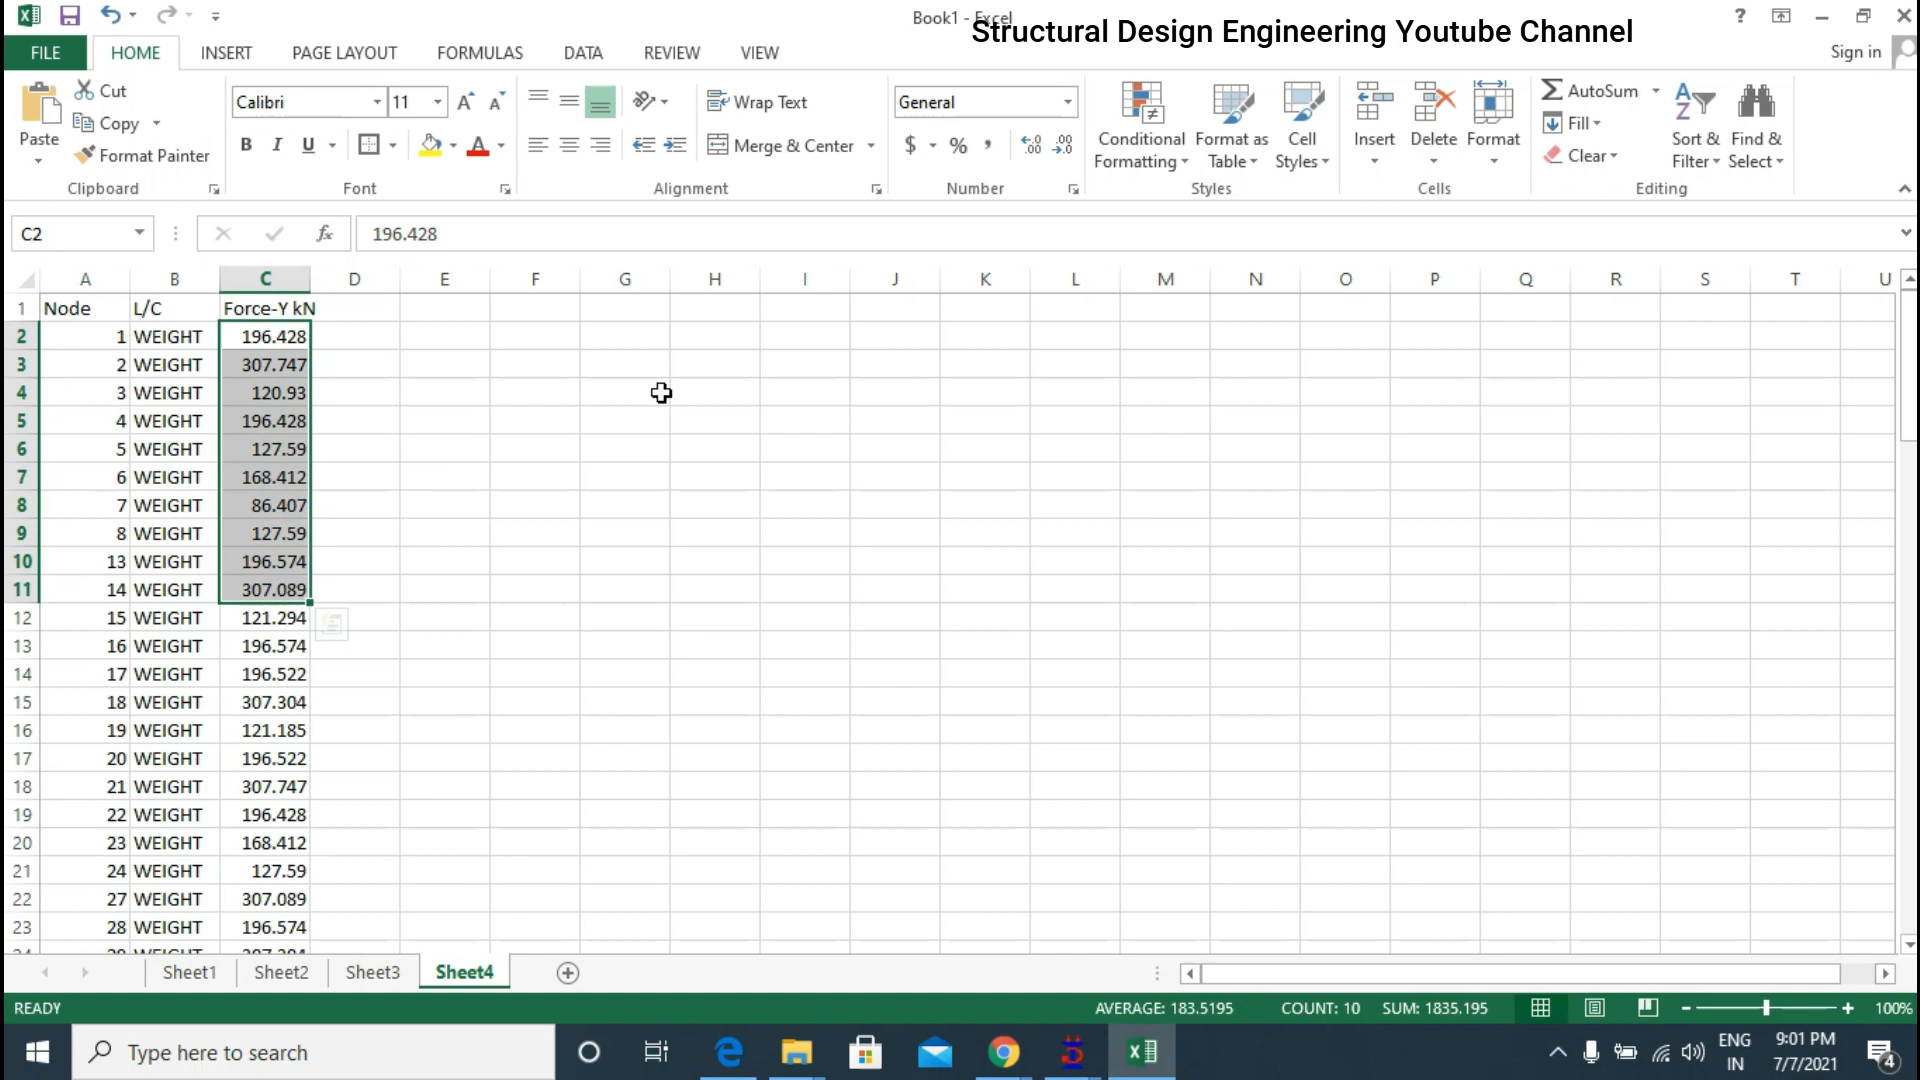 Book1 - Excel
Structural Design Engineering Youtube Channel
?
FILE HOME INSERT PAGE LAYOUT FORMULAS DATA REVIEW VIEW Sign in
Paste
Cut
Copy
Format Painter
Clipboard
Calibri 11
B I U
Font
Wrap Text
Merge & Center
Alignment
General
$ % ,
Number
Conditional Formatting
Format as Table
Cell Styles
Styles
Insert Delete Format
Cells
AutoSum
Fill
Clear
Sort & Filter
Find & Select
Editing
C2 fx 196.428
A B C D E F G H I J K L M N O P Q R S T U
1 Node L/C Force-Y kN
2 1 WEIGHT 196.428
3 2 WEIGHT 307.747
4 3 WEIGHT 120.93
5 4 WEIGHT 196.428
6 5 WEIGHT 127.59
7 6 WEIGHT 168.412
8 7 WEIGHT 86.407
9 8 WEIGHT 127.59
10 13 WEIGHT 196.574
11 14 WEIGHT 307.089
12 15 WEIGHT 121.294
13 16 WEIGHT 196.574
14 17 WEIGHT 196.522
15 18 WEIGHT 307.304
16 19 WEIGHT 121.185
17 20 WEIGHT 196.522
18 21 WEIGHT 307.747
19 22 WEIGHT 196.428
20 23 WEIGHT 168.412
21 24 WEIGHT 127.59
22 27 WEIGHT 307.089
23 28 WEIGHT 196.574
Sheet1 Sheet2 Sheet3 Sheet4
READY AVERAGE: 183.5195 COUNT: 10 SUM: 1835.195 100%
Type here to search
ENG
IN
9:01 PM
7/7/2021
4